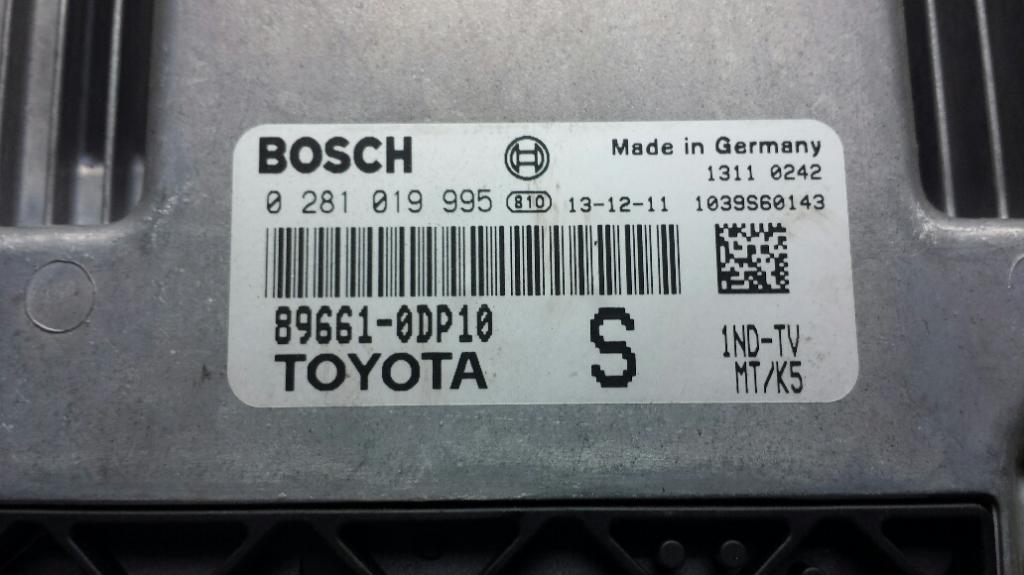 BOSCH
Made in Germany
1311 0242
0 281 019 995 810 13-12-11 1039S60143
89661-0DP10
TOYOTA
S
1ND-TV
MT/K5